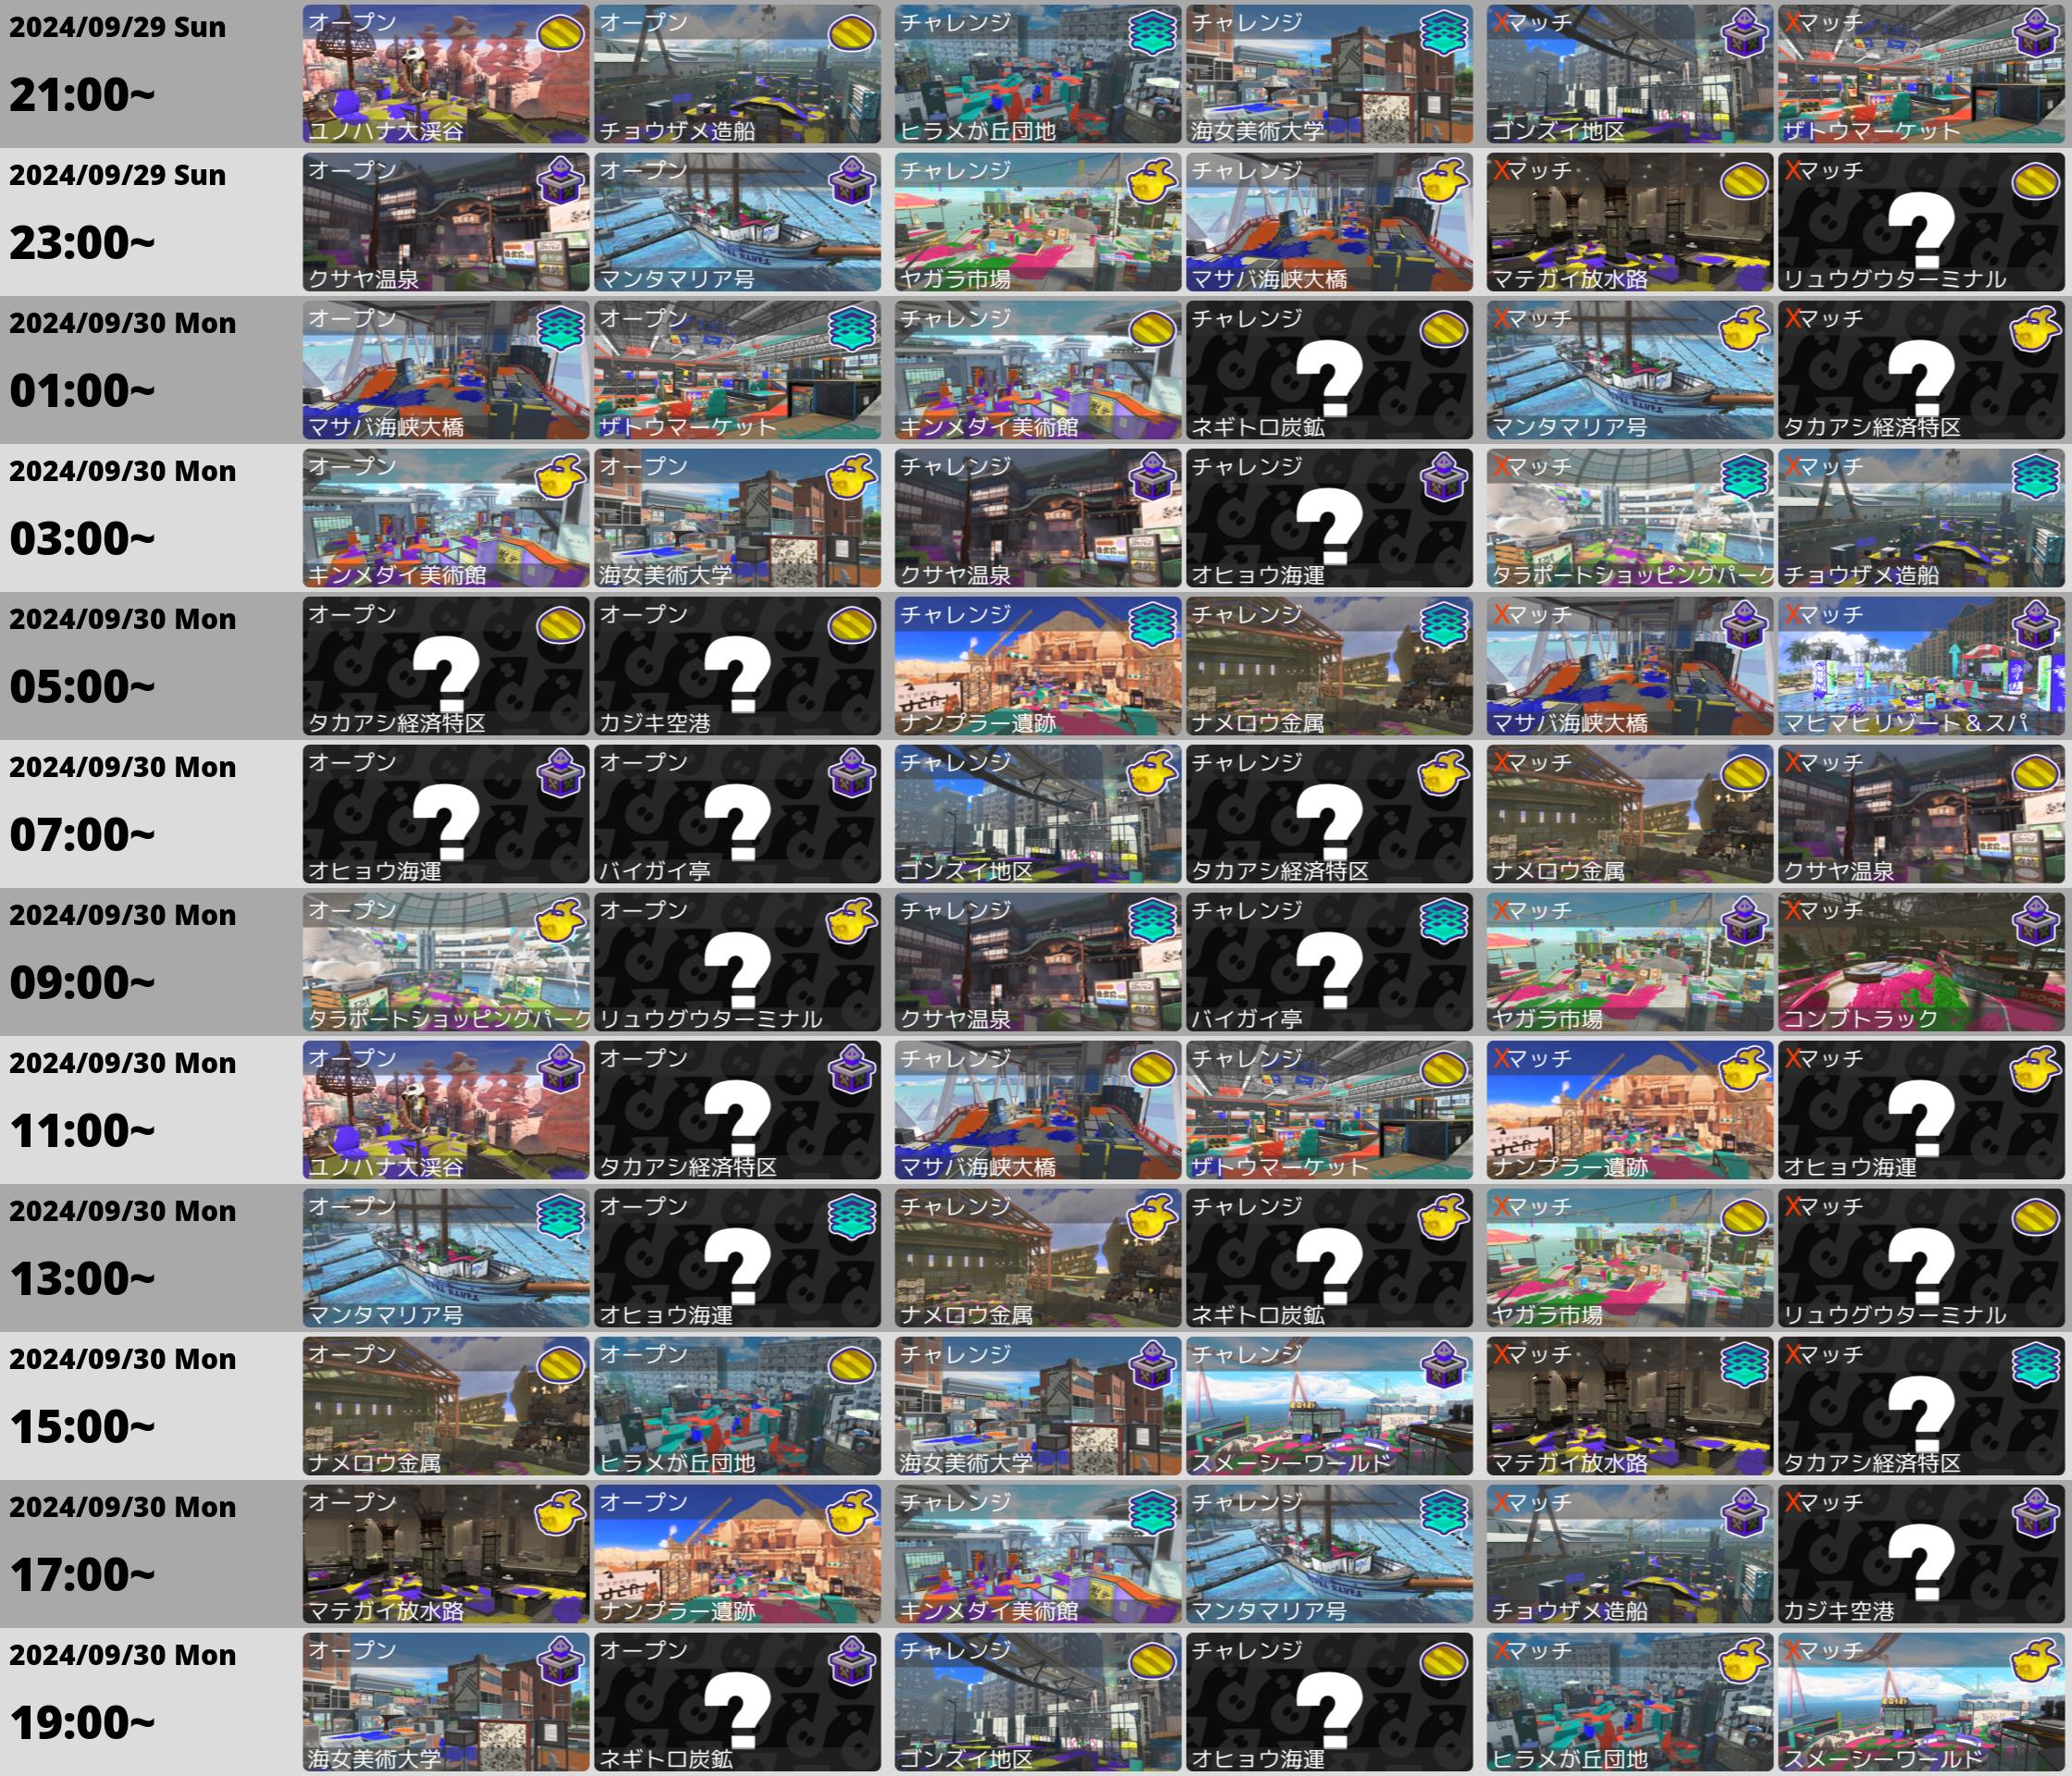 2024/09/29 Sun
21:00~
オープン オープン チャレンジ チャレンジ Xマッチ Xマッチ
ユノハナ大渓谷 チョウザメ造船 ヒラメが丘団地 海女美術大学 ゴンズイ地区 ザトウマーケット
2024/09/29 Sun
23:00~
オープン オープン チャレンジ チャレンジ Xマッチ Xマッチ
クサヤ温泉 マンタマリア号 ヤガラ市場 マサバ海峡大橋 マテガイ放水路 リュウグウターミナル
2024/09/30 Mon
01:00~
オープン オープン チャレンジ チャレンジ Xマッチ Xマッチ
マサバ海峡大橋 ザトウマーケット キンメダイ美術館 ネギトロ炭鉱 マンタマリア号 タカアシ経済特区
2024/09/30 Mon
03:00~
オープン オープン チャレンジ チャレンジ Xマッチ Xマッチ
キンメダイ美術館 海女美術大学 クサヤ温泉 オヒョウ海運 タラポートショッピングパーク チョウザメ造船
2024/09/30 Mon
05:00~
オープン オープン チャレンジ チャレンジ Xマッチ Xマッチ
タカアシ経済特区 カジキ空港 ナンプラー遺跡 ナメロウ金属 マサバ海峡大橋 マヒマヒリゾート&スパ
2024/09/30 Mon
07:00~
オープン オープン チャレンジ チャレンジ Xマッチ Xマッチ
オヒョウ海運 バイガイ亭 ゴンズイ地区 タカアシ経済特区 ナメロウ金属 クサヤ温泉
2024/09/30 Mon
09:00~
オープン オープン チャレンジ チャレンジ Xマッチ Xマッチ
タラポートショッピングパーク リュウグウターミナル クサヤ温泉 バイガイ亭 ヤガラ市場 コンブトラック
2024/09/30 Mon
11:00~
オープン オープン チャレンジ チャレンジ Xマッチ Xマッチ
ユノハナ大渓谷 タカアシ経済特区 マサバ海峡大橋 ザトウマーケット ナンプラー遺跡 オヒョウ海運
2024/09/30 Mon
13:00~
オープン オープン チャレンジ チャレンジ Xマッチ Xマッチ
マンタマリア号 オヒョウ海運 ナメロウ金属 ネギトロ炭鉱 ヤガラ市場 リュウグウターミナル
2024/09/30 Mon
15:00~
オープン オープン チャレンジ チャレンジ Xマッチ Xマッチ
ナメロウ金属 ヒラメが丘団地 海女美術大学 スメーシーワールド マテガイ放水路 タカアシ経済特区
2024/09/30 Mon
17:00~
オープン オープン チャレンジ チャレンジ Xマッチ Xマッチ
マテガイ放水路 ナンプラー遺跡 キンメダイ美術館 マンタマリア号 チョウザメ造船 カジキ空港
2024/09/30 Mon
19:00~
オープン オープン チャレンジ チャレンジ Xマッチ Xマッチ
海女美術大学 ネギトロ炭鉱 ゴンズイ地区 オヒョウ海運 ヒラメが丘団地 スメーシーワールド